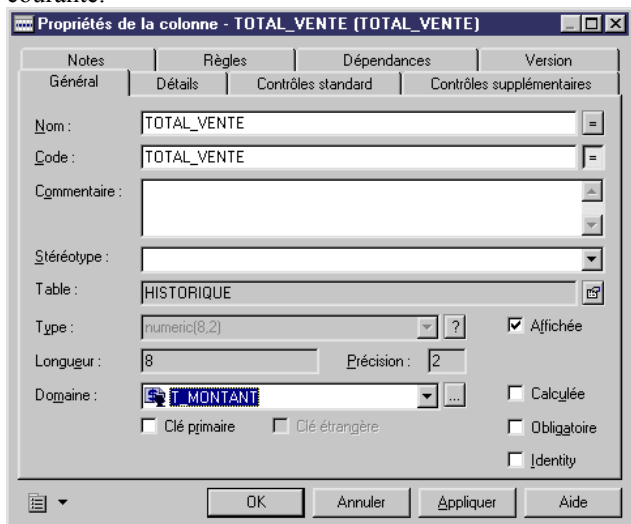 courante.
Propriétés de la colonne - TOTAL_VENTE (TOTAL_VENTE)
Notes Règles Dépendances Version
Général Détails Contrôles standard Contrôles supplémentaires
Nom : TOTAL_VENTE =
Code : TOTAL_VENTE =
Commentaire :
Stéréotype :
Table : HISTORIQUE
Type : numeric(8,2) ? Affichée
Longueur : 8 Précision : 2
Domaine : T_MONTANT ... Calculée
Clé primaire Clé étrangère Obligatoire
Identity
OK Annuler Appliquer Aide